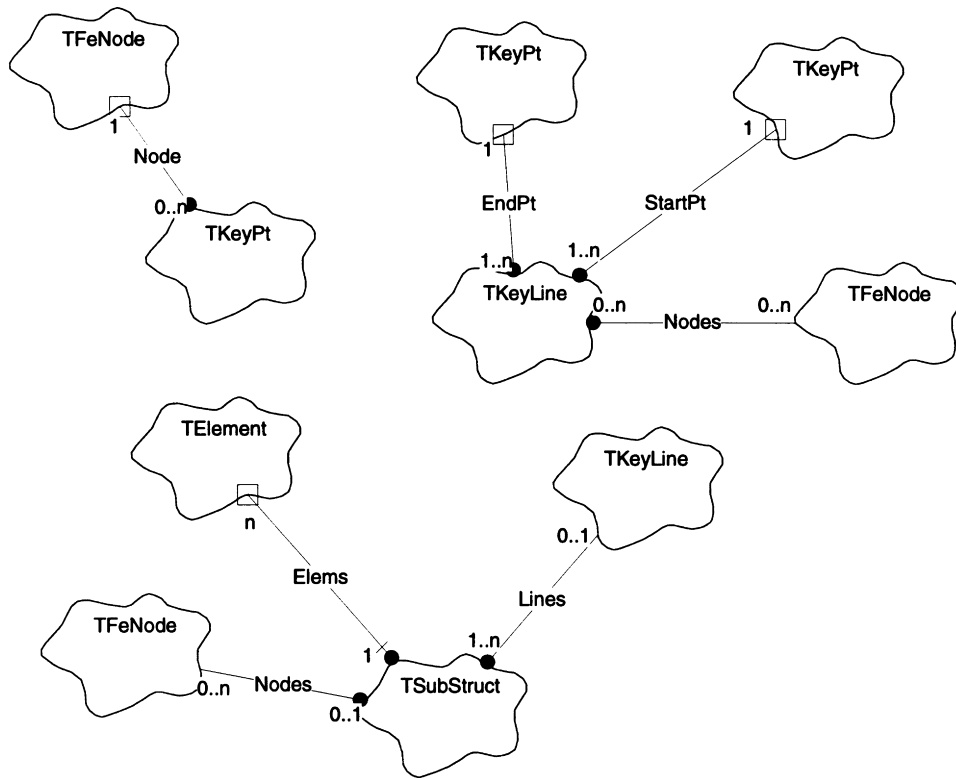 TFeNode
1
Node
0..n
TKeyPt
TKeyPt
1
EndPt
1..n
TKeyPt
1
StartPt
1..n
TKeyLine
0..n
Nodes
0..n
TFeNode
TElement
n
Elems
1
TKeyLine
0..1
Lines
1..n
TFeNode
0..n
Nodes
0..1
TSubStruct